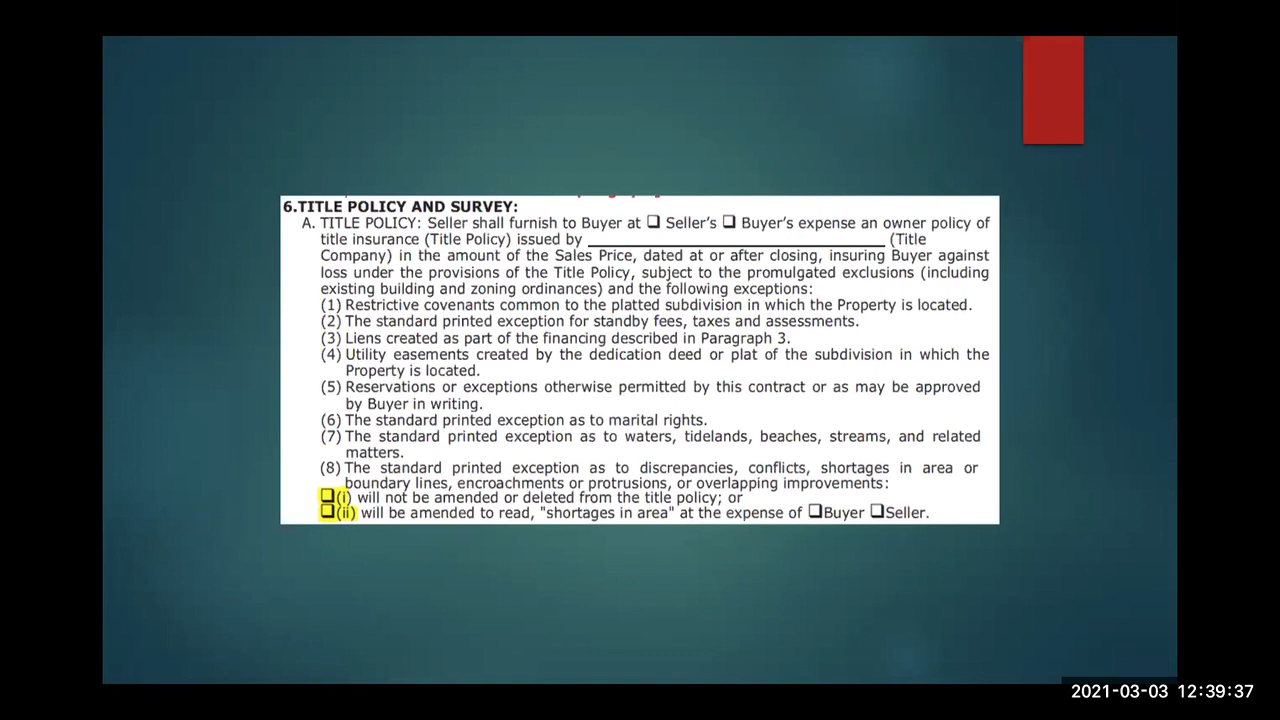 6.TITLE POLICY AND SURVEY:
A. TITLE POLICY: Seller shall furnish to Buyer at ❑ Seller’s ❑ Buyer’s expense an owner policy of
title insurance (Title Policy) issued by ______________________________ (Title
Company) in the amount of the Sales Price, dated at or after closing, insuring Buyer against
loss under the provisions of the Title Policy, subject to the promulgated exclusions (including
existing building and zoning ordinances) and the following exceptions:
(1) Restrictive covenants common to the platted subdivision in which the Property is located.
(2) The standard printed exception for standby fees, taxes and assessments.
(3) Liens created as part of the financing described in Paragraph 3.
(4) Utility easements created by the dedication deed or plat of the subdivision in which the
Property is located.
(5) Reservations or exceptions otherwise permitted by this contract or as may be approved
by Buyer in writing.
(6) The standard printed exception as to marital rights.
(7) The standard printed exception as to waters, tidelands, beaches, streams, and related
matters.
(8) The standard printed exception as to discrepancies, conflicts, shortages in area or
boundary lines, encroachments or protrusions, or overlapping improvements:
❑(i) will not be amended or deleted from the title policy; or
❑(ii) will be amended to read, "shortages in area" at the expense of ❑Buyer ❑Seller.
2021-03-03 12:39:37